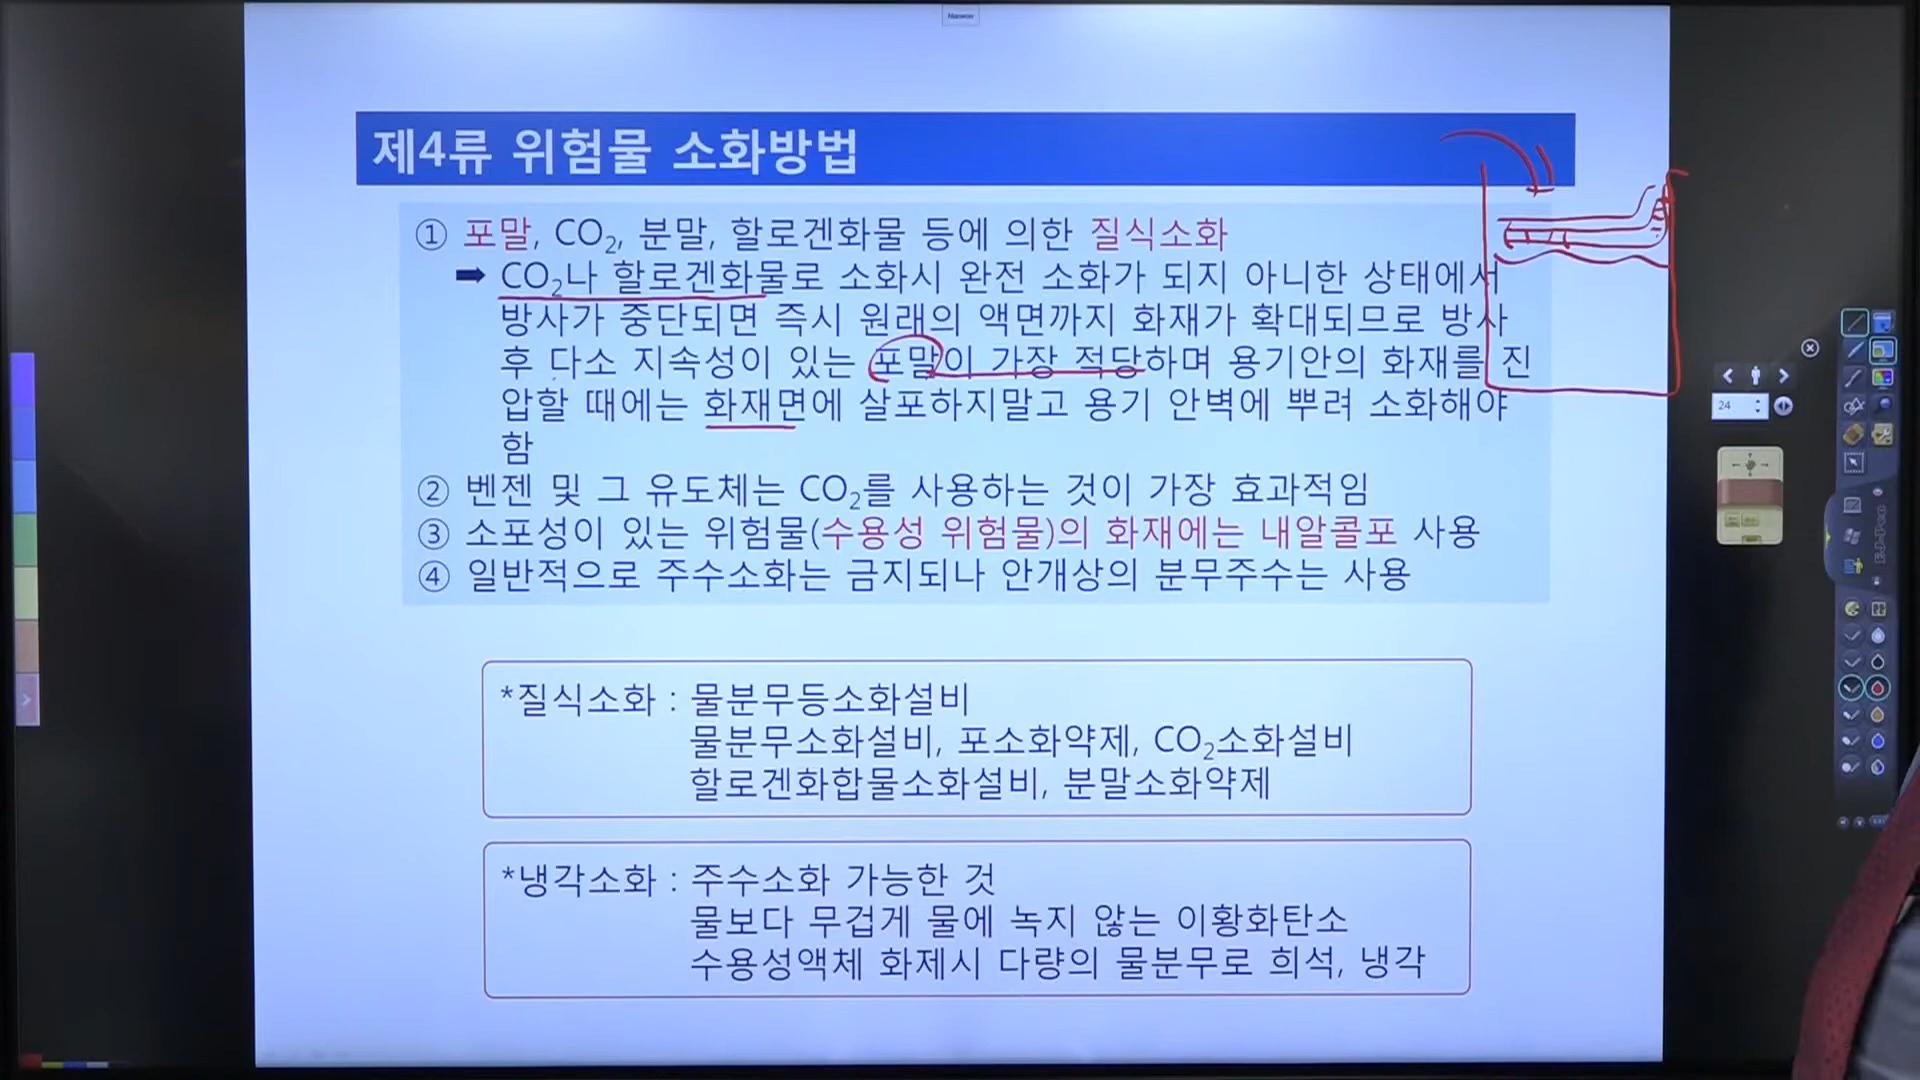 제4류 위험물 소화방법
① 포말, CO₂, 분말, 할로겐화물 등에 의한 질식소화
➡ CO₂나 할로겐화물로 소화시 완전 소화가 되지 아니한 상태에서
방사가 중단되면 즉시 원래의 액면까지 화재가 확대되므로 방사
후 다소 지속성이 있는 포말이 가장 적당하며 용기안의 화재를 진
압할 때에는 화재면에 살포하지말고 용기 안벽에 뿌려 소화해야
함
② 벤젠 및 그 유도체는 CO₂를 사용하는 것이 가장 효과적임
③ 소포성이 있는 위험물(수용성 위험물)의 화재에는 내알콜포 사용
④ 일반적으로 주수소화는 금지되나 안개상의 분무주수는 사용
24
*질식소화 : 물분무등소화설비
물분무소화설비, 포소화약제, CO₂소화설비
할로겐화합물소화설비, 분말소화약제
*냉각소화 : 주수소화 가능한 것
물보다 무겁게 물에 녹지 않는 이황화탄소
수용성액체 화제시 다량의 물분무로 희석, 냉각